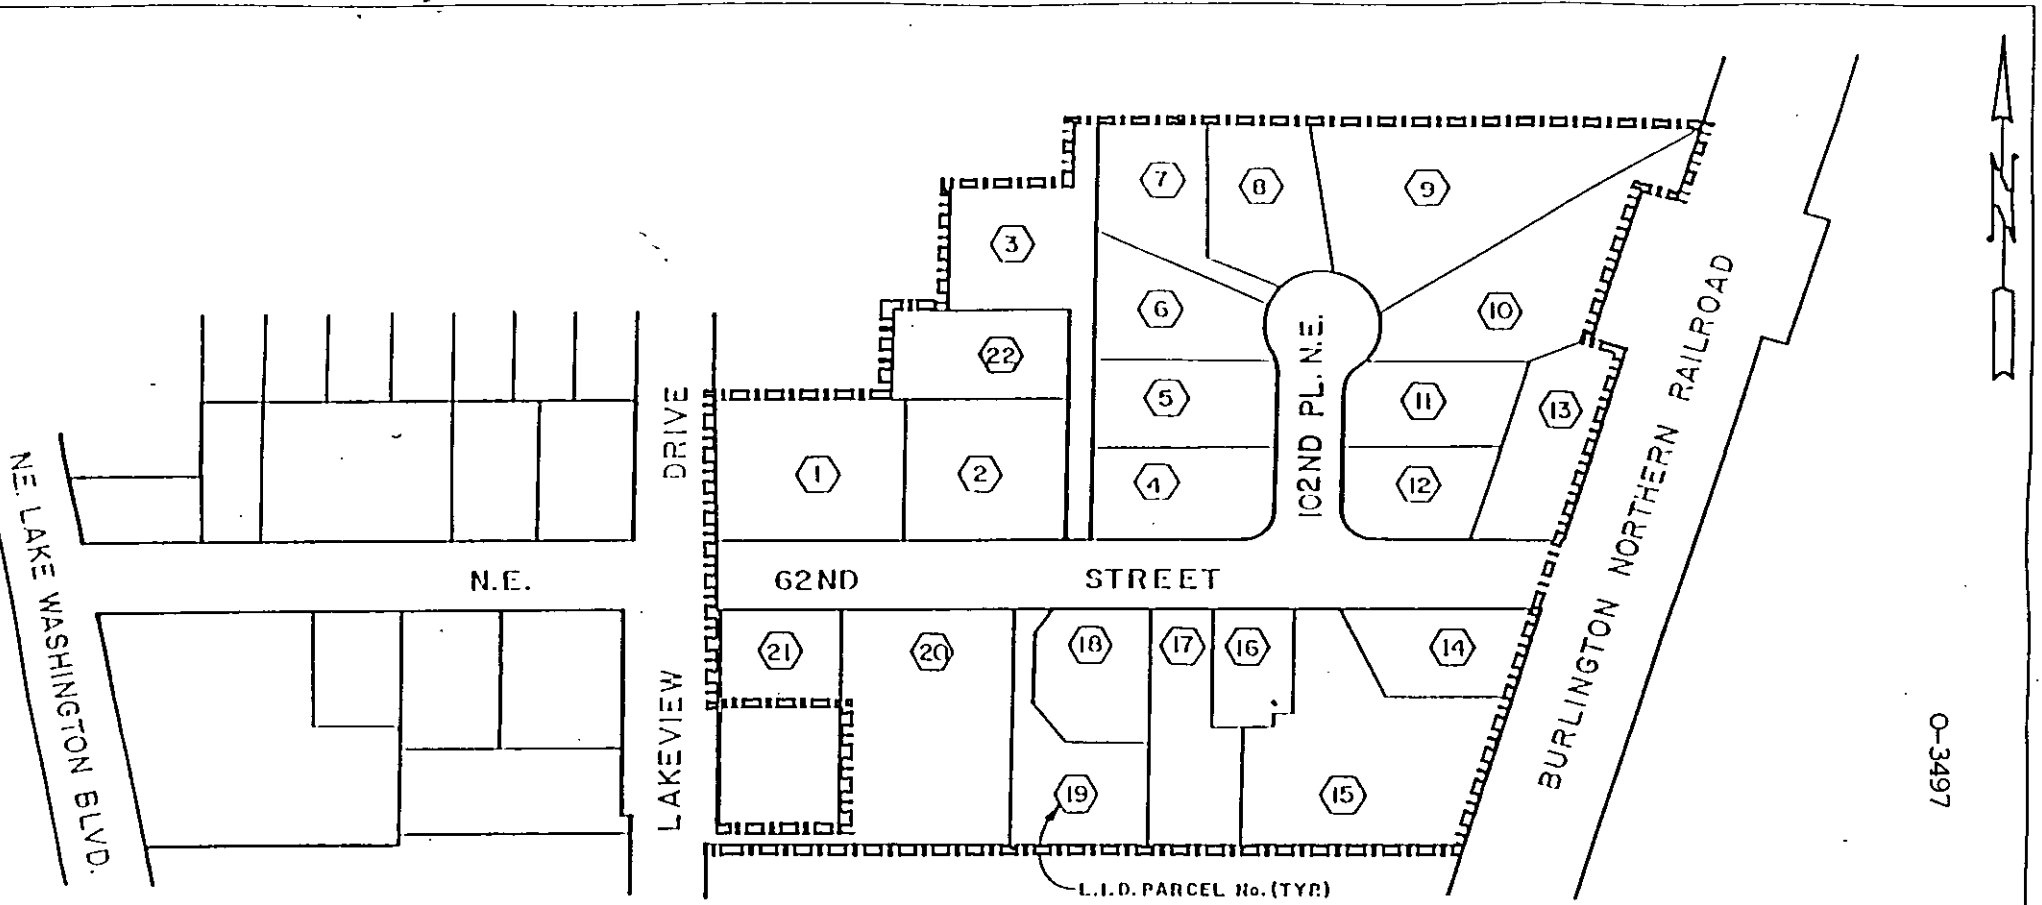 N
7
8
9
3
6
10
22
5
11
13
1
2
4
12
102ND PL. N.E.
DRIVE
LAKEVIEW
N.E. 62ND STREET
NE. LAKE WASHINGTON BLVD.
BURLINGTON NORTHERN RAILROAD
21
20
18
17
16
14
19
15
L.I.D. PARCEL No. (TYP.)
O-3497